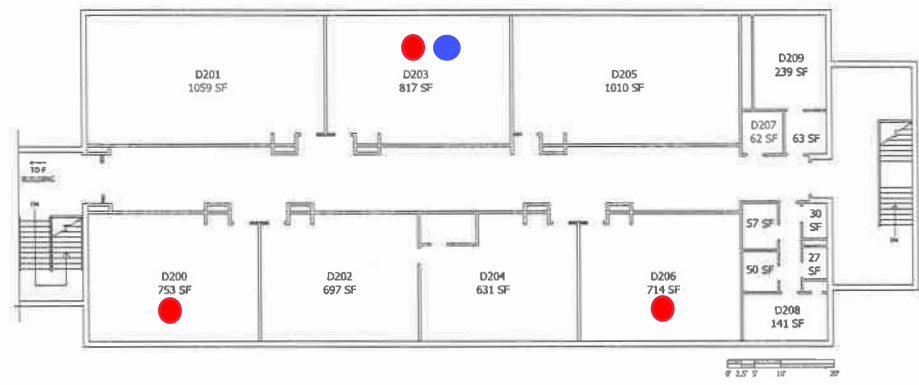 D201
1059 SF
D203
817 SF
D205
1010 SF
D209
239 SF
D207
62 SF
63 SF
TO F
BUILDING
DN
D200
753 SF
D202
697 SF
D204
631 SF
D206
714 SF
57 SF
30
SF
50 SF
27
SF
D208
141 SF
DN
0' 2.5' 5' 10' 20'